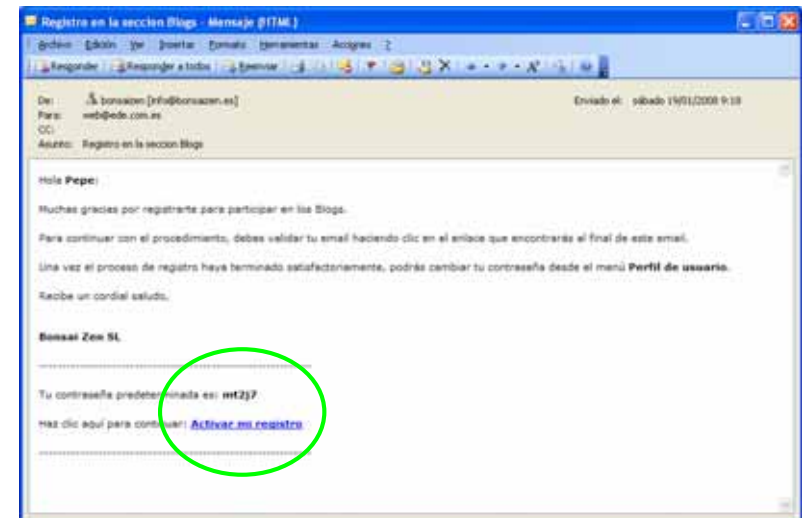 Registro en la seccion Blogs - Mensaje (HTML)
Archivo Edición Ver Insertar Formato Herramientas Acciones ?
Responder Responder a todos Reenviar
De: bonsaizen [info@bonsaizen.es] Enviado el: sábado 19/01/2008 9:18
Para: web@ede.com.es
CC:
Asunto: Registro en la seccion Blogs
Hola Pepe:
Muchas gracias por registrarte para participar en los Blogs.
Para continuar con el procedimiento, debes validar tu email haciendo clic en el enlace que encontrarás al final de este email.
Una vez el proceso de registro haya terminado satisfactoriamente, podrás cambiar tu contraseña desde el menú Perfil de usuario.
Recibe un cordial saludo,
Bonsai Zen SL
Tu contraseña predeterminada es: mt2j7
Haz clic aquí para continuar: Activar mi registro